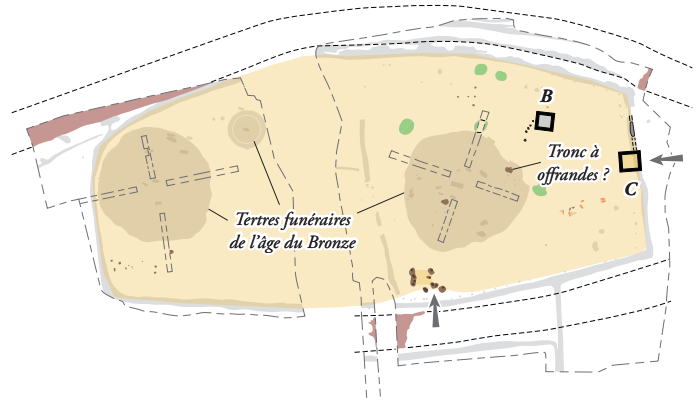 B
Tronc à
offrandes ?
C
Tertres funéraires
de l'âge du Bronze